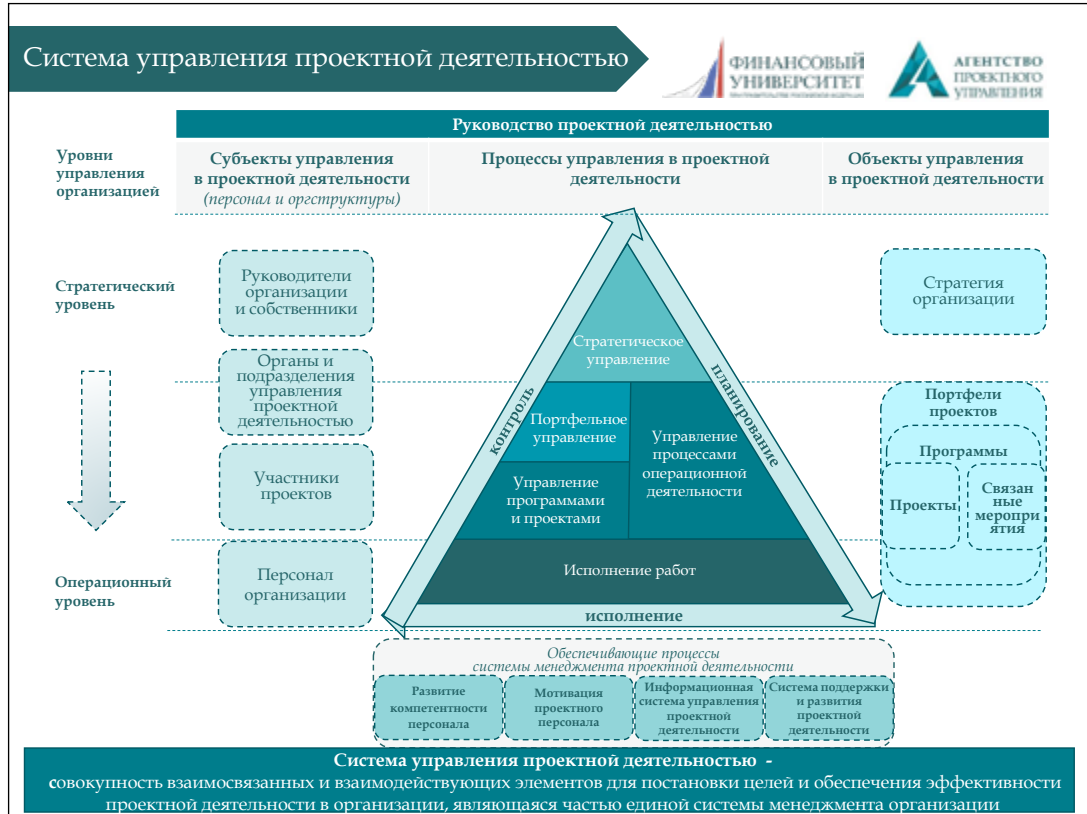 Система управления проектной деятельностью
ФИНАНСОВЫЙ
УНИВЕРСИТЕТ
АГЕНТСТВО
ПРОЕКТНОГО
УПРАВЛЕНИЯ
Руководство проектной деятельностью
Уровни
управления
организацией
Субъекты управления
в проектной деятельности
(персонал и оргструктуры)
Процессы управления в проектной
деятельности
Объекты управления
в проектной деятельности
Стратегический
уровень
Руководители
организации
и собственники
Стратегия
организации
Стратегическое
управление
контроль
планирование
Органы и
подразделения
управления
проектной
деятельностью
Портфельное
управление
Управление
процессами
операционной
деятельности
Портфели
проектов
Программы
Проекты
Связан
ные
меропри
ятия
Участники
проектов
Управление
программами
и проектами
Операционный
уровень
Персонал
организации
Исполнение работ
исполнение
Обеспечивающие процессы
системы менеджмента проектной деятельности
Развитие
компетентности
персонала
Мотивация
проектного
персонала
Информационная
система управления
проектной
деятельности
Система поддержки
и развития
проектной
деятельности
Система управления проектной деятельностью -
совокупность взаимосвязанных и взаимодействующих элементов для постановки целей и обеспечения эффективности
проектной деятельности в организации, являющаяся частью единой системы менеджмента организации